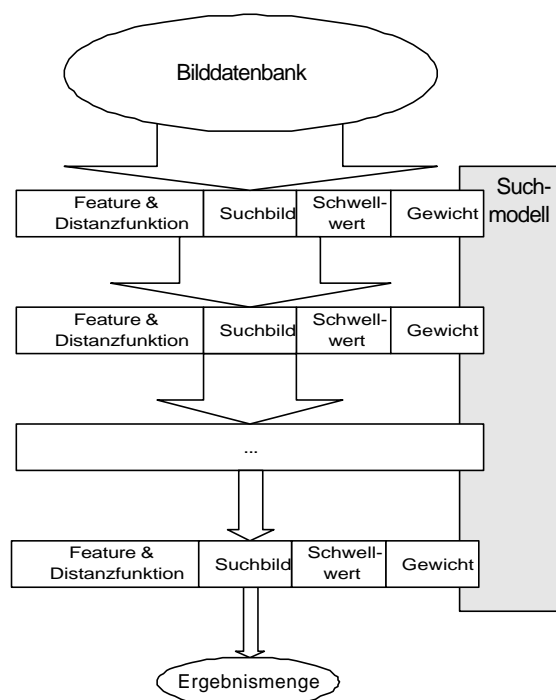 Bilddatenbank
Such-
modell
Feature &
Distanzfunktion
Suchbild
Schwell-
wert
Gewicht
Feature &
Distanzfunktion
Suchbild
Schwell-
wert
Gewicht
...
Feature &
Distanzfunktion
Suchbild
Schwell-
wert
Gewicht
Ergebnismenge